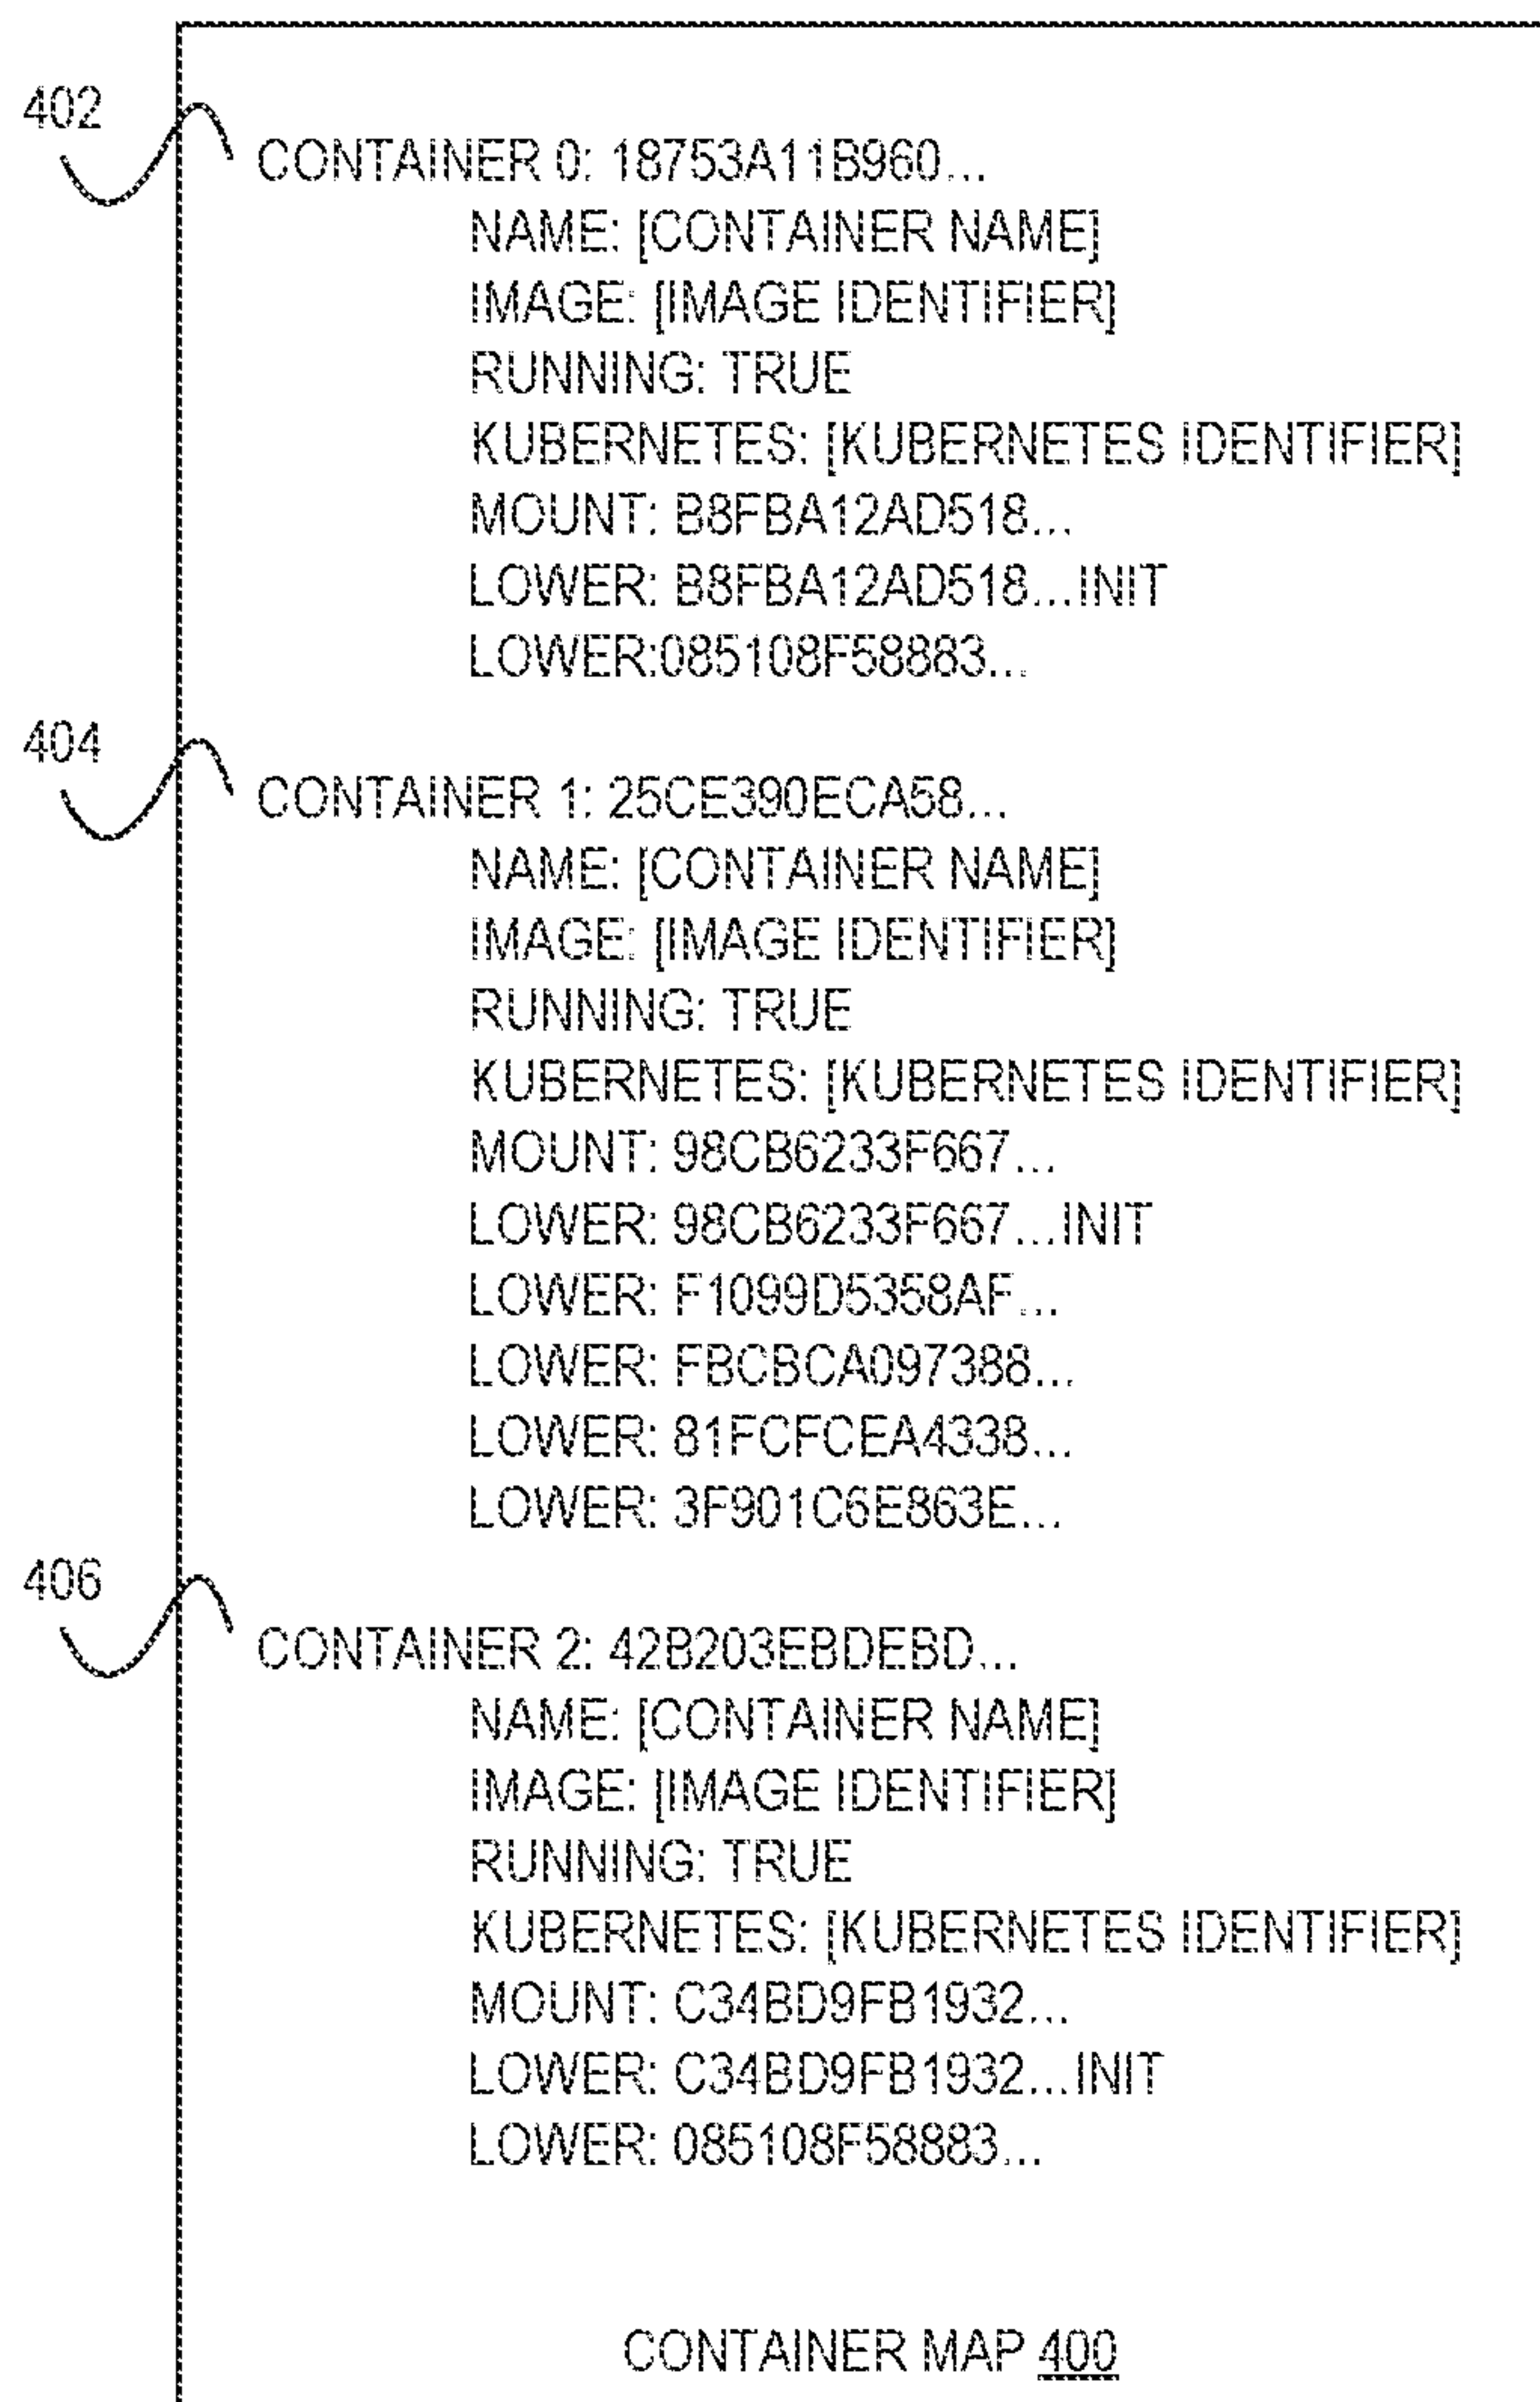 402
CONTAINER 0: 18753A11B960...
NAME: [CONTAINER NAME]
IMAGE: [IMAGE IDENTIFIER]
RUNNING: TRUE
KUBERNETES: [KUBERNETES IDENTIFIER]
MOUNT: B8FBA12AD518...
LOWER: B8FBA12AD518...INIT
LOWER:085108F58883...
404
CONTAINER 1: 25CE390ECA58...
NAME: [CONTAINER NAME]
IMAGE: [IMAGE IDENTIFIER]
RUNNING: TRUE
KUBERNETES: [KUBERNETES IDENTIFIER]
MOUNT: 98CB6233F667...
LOWER: 98CB6233F667...INIT
LOWER: F1099D5358AF...
LOWER: FBCBCA097388...
LOWER: 81FCFCEA4338...
LOWER: 3F901C6E863E...
406
CONTAINER 2: 42B203EBDEBD...
NAME: [CONTAINER NAME]
IMAGE: [IMAGE IDENTIFIER]
RUNNING: TRUE
KUBERNETES: [KUBERNETES IDENTIFIER]
MOUNT: C34BD9FB1932...
LOWER: C34BD9FB1932...INIT
LOWER: 085108F58883...
CONTAINER MAP 400